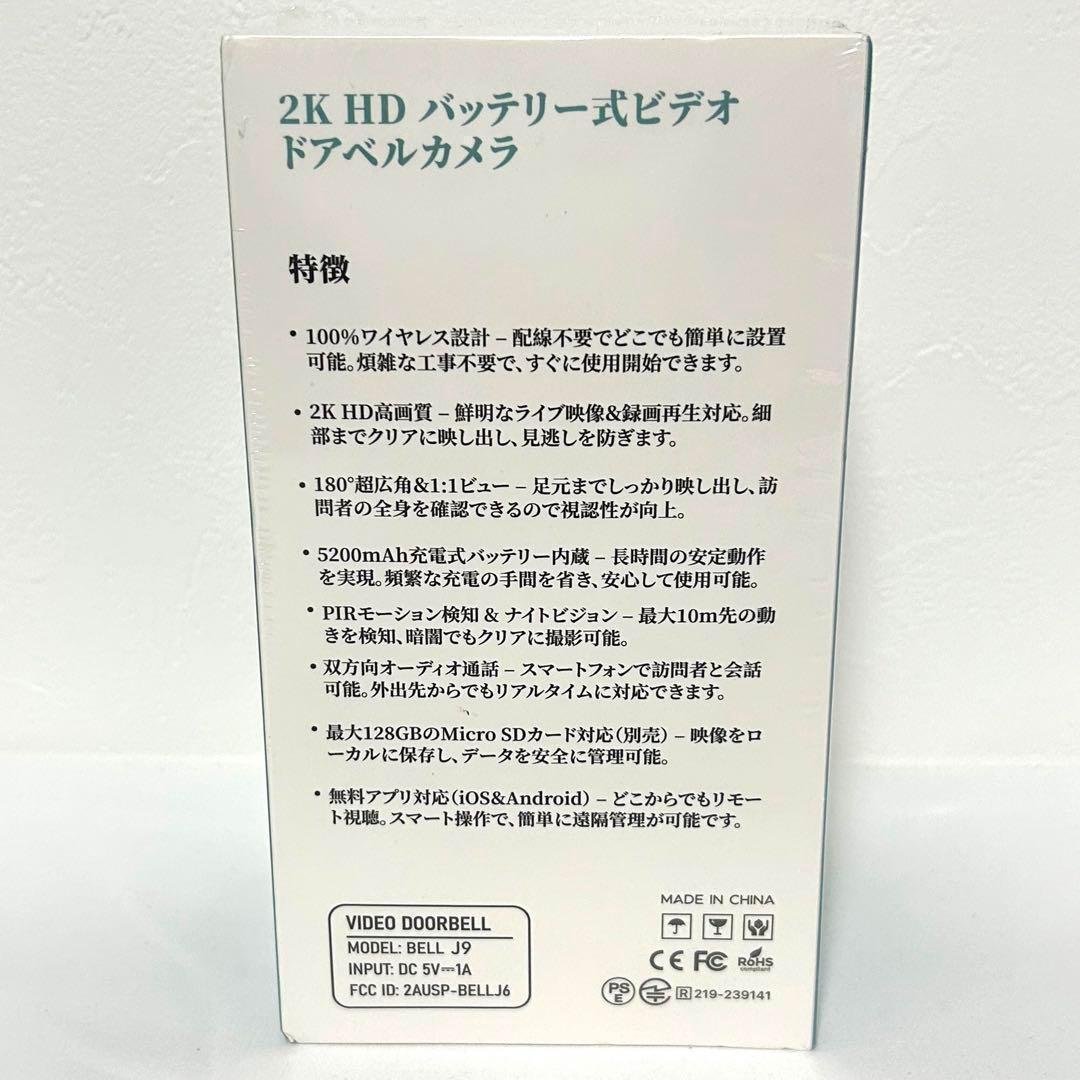 2K HD バッテリー式ビデオ
ドアベルカメラ
特徴
• 100%ワイヤレス設計 – 配線不要でどこでも簡単に設置
可能。煩雑な工事不要で、すぐに使用開始できます。
• 2K HD高画質 – 鮮明なライブ映像&録画再生対応。細
部までクリアに映し出し、見逃しを防ぎます。
• 180°超広角&1:1ビュー – 足元までしっかり映し出し、訪
問者の全身を確認できるので視認性が向上。
• 5200mAh充電式バッテリー内蔵 – 長時間の安定動作
を実現。頻繁な充電の手間を省き、安心して使用可能。
• PIRモーション検知 & ナイトビジョン – 最大10m先の動
きを検知、暗闇でもクリアに撮影可能。
• 双方向オーディオ通話 – スマートフォンで訪問者と会話
可能。外出先からでもリアルタイムに対応できます。
• 最大128GBのMicro SDカード対応（別売） – 映像をロ
ーカルに保存し、データを安全に管理可能。
• 無料アプリ対応（iOS&Android） – どこからでもリモー
ト視聴。スマート操作で、簡単に遠隔管理が可能です。
VIDEO DOORBELL
MODEL: BELL J9
INPUT: DC 5V⎓1A
FCC ID: 2AUSP-BELLJ6
MADE IN CHINA
CE FC RoHS
compliant
PSE R 219-239141